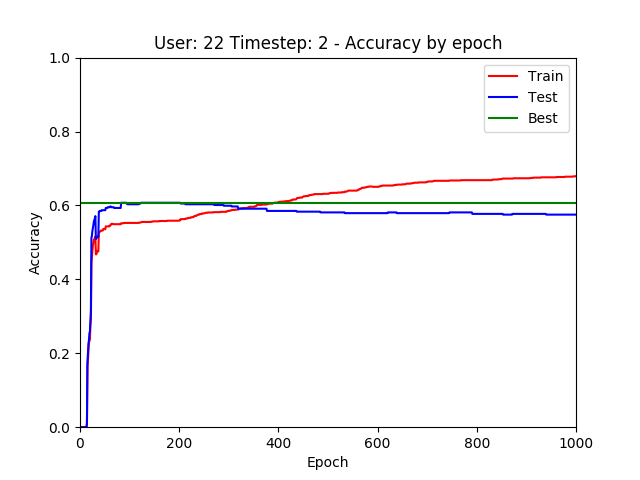 User: 22 Timestep: 2 - Accuracy by epoch
1.0
0.8
0.6
0.4
0.2
0.0
Accuracy
Train
Test
Best
0 200 400 600 800 1000
Epoch